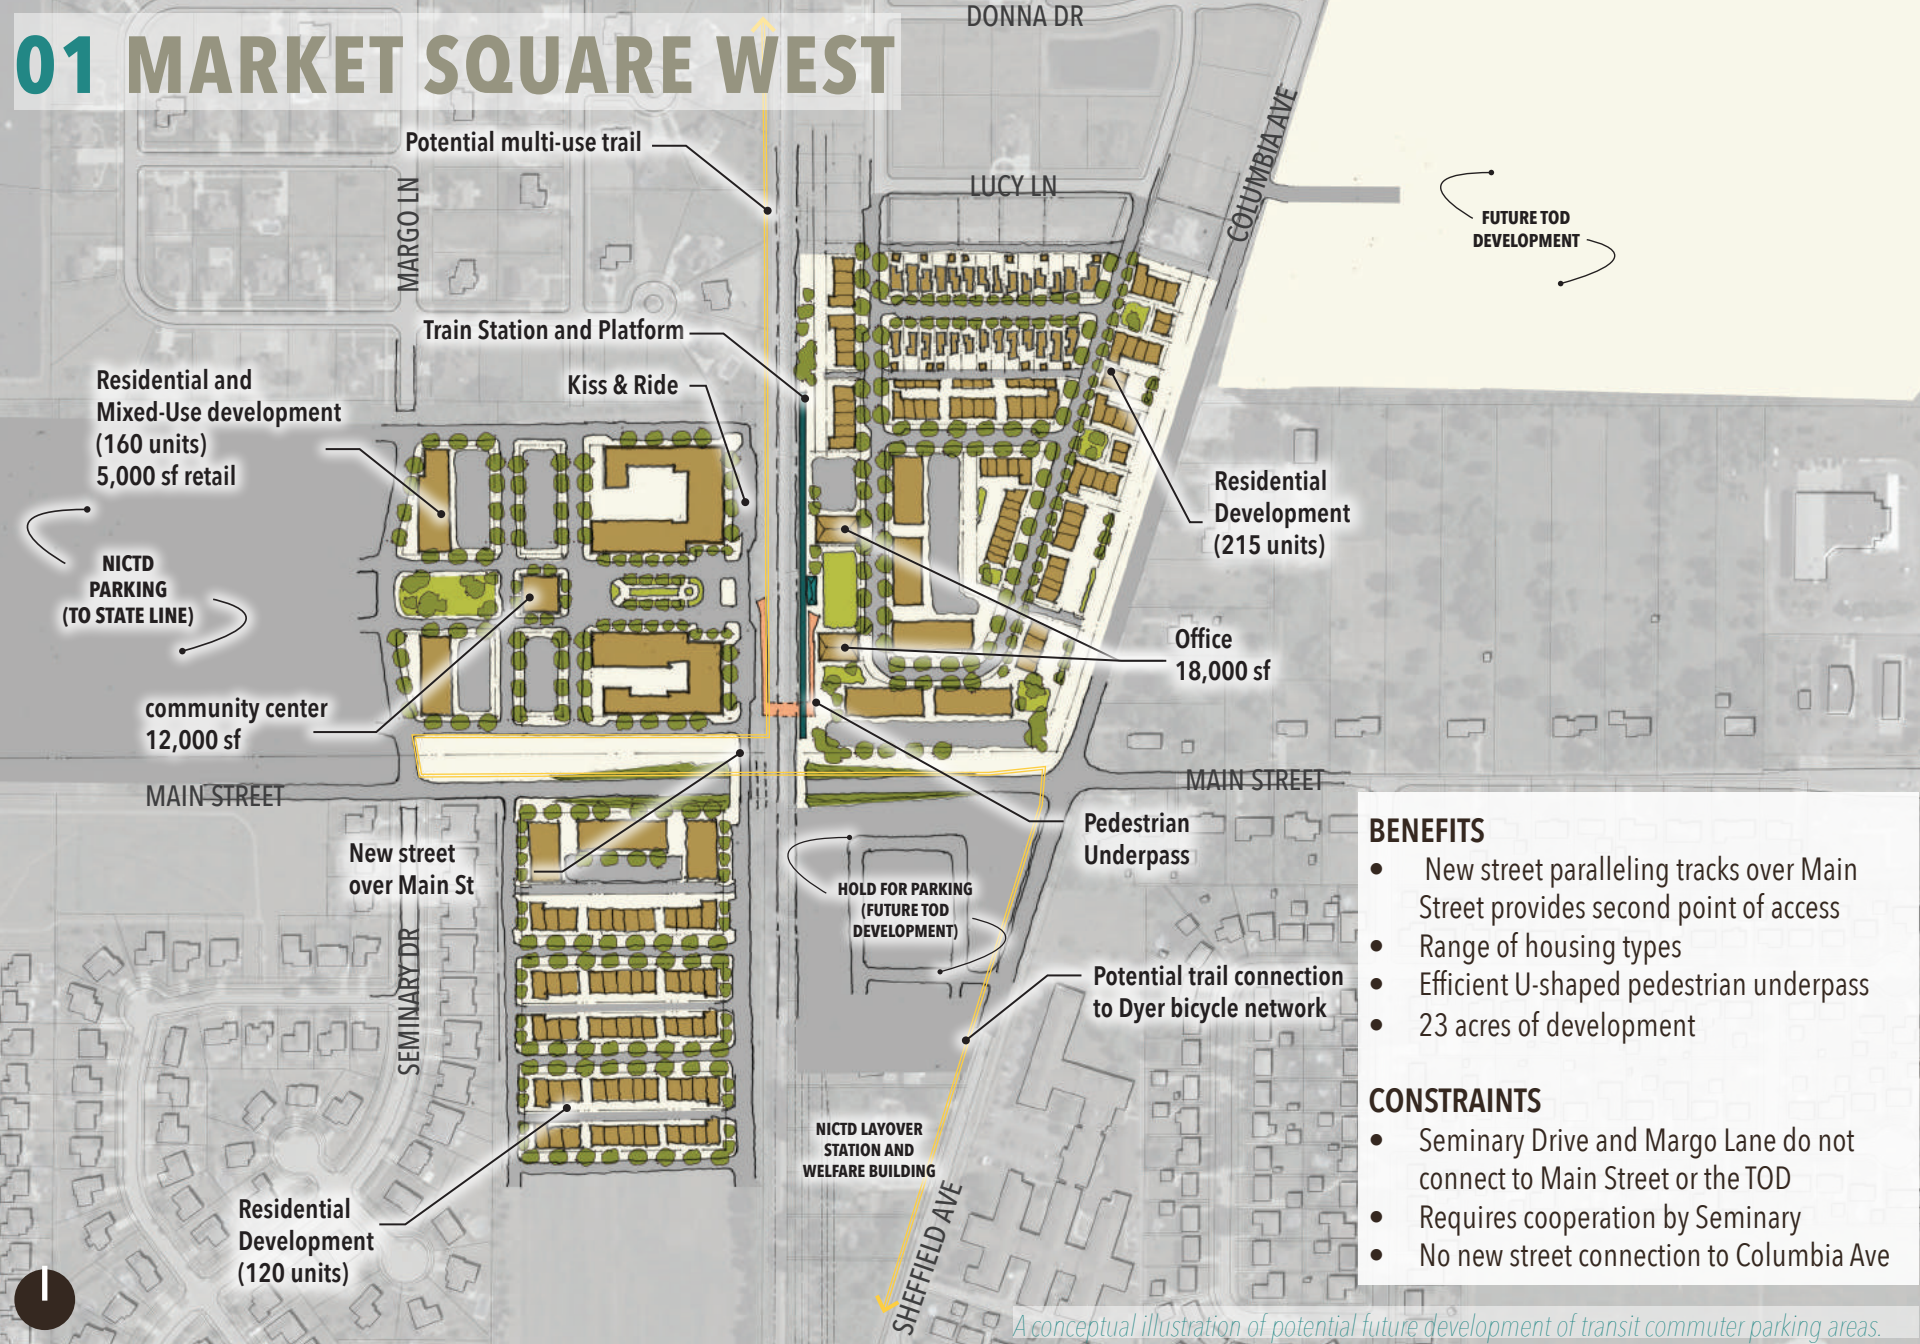 01 MARKET SQUARE WEST
DONNA DR
COLUMBIA AVE
Potential multi-use trail
MARGO LN
LUCY LN
FUTURE TOD
DEVELOPMENT
Train Station and Platform
Kiss & Ride
Residential and
Mixed-Use development
(160 units)
5,000 sf retail
Residential
Development
(215 units)
NICTD
PARKING
(TO STATE LINE)
Office
18,000 sf
community center
12,000 sf
MAIN STREET
MAIN STREET
New street
over Main St
Pedestrian
Underpass
HOLD FOR PARKING
(FUTURE TOD
DEVELOPMENT)
SEMINARY DR
Potential trail connection
to Dyer bicycle network
NICTD LAYOVER
STATION AND
WELFARE BUILDING
SHEFFIELD AVE
Residential
Development
(120 units)
BENEFITS
• New street paralleling tracks over Main
Street provides second point of access
• Range of housing types
• Efficient U-shaped pedestrian underpass
• 23 acres of development
CONSTRAINTS
• Seminary Drive and Margo Lane do not
connect to Main Street or the TOD
• Requires cooperation by Seminary
• No new street connection to Columbia Ave
A conceptual illustration of potential future development of transit commuter parking areas.